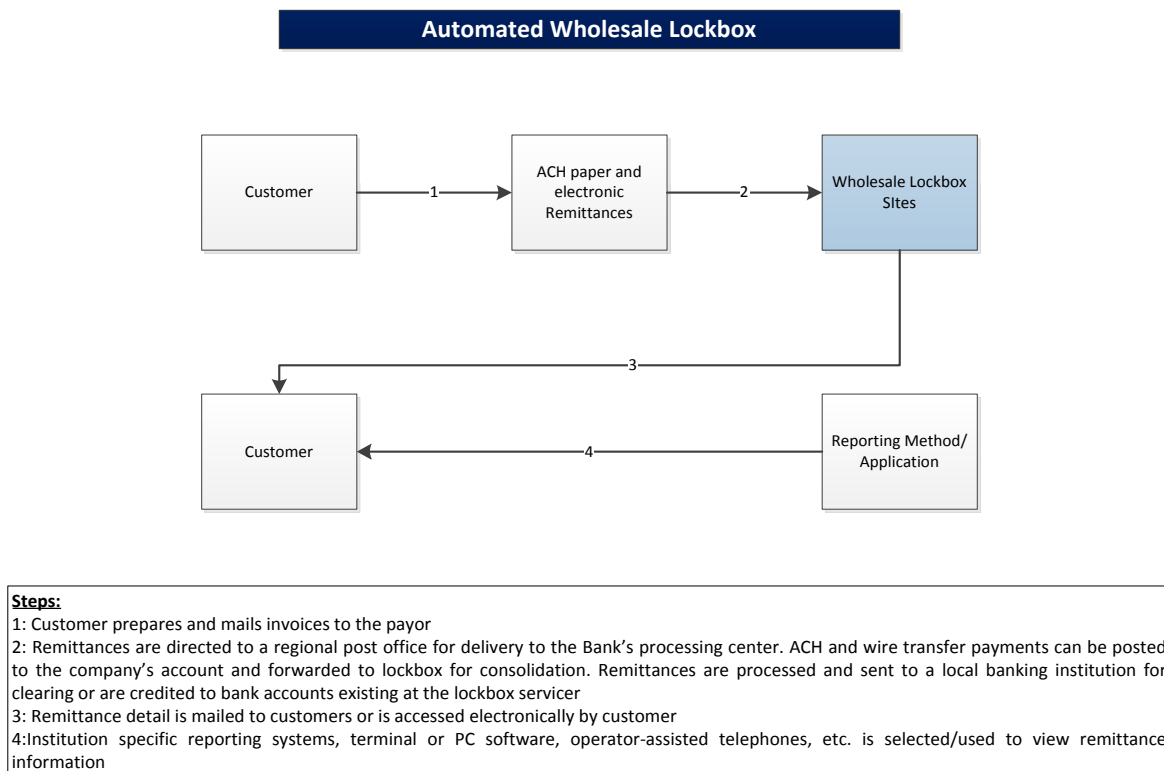 Automated Wholesale Lockbox
Customer
1
ACH paper and
electronic
Remittances
2
Wholesale Lockbox
SItes
3
Customer
4
Reporting Method/
Application
Steps:
1: Customer prepares and mails invoices to the payor
2: Remittances are directed to a regional post office for delivery to the Bank’s processing center. ACH and wire transfer payments can be posted
to the company’s account and forwarded to lockbox for consolidation. Remittances are processed and sent to a local banking institution for
clearing or are credited to bank accounts existing at the lockbox servicer
3: Remittance detail is mailed to customers or is accessed electronically by customer
4:Institution specific reporting systems, terminal or PC software, operator-assisted telephones, etc. is selected/used to view remittance
information